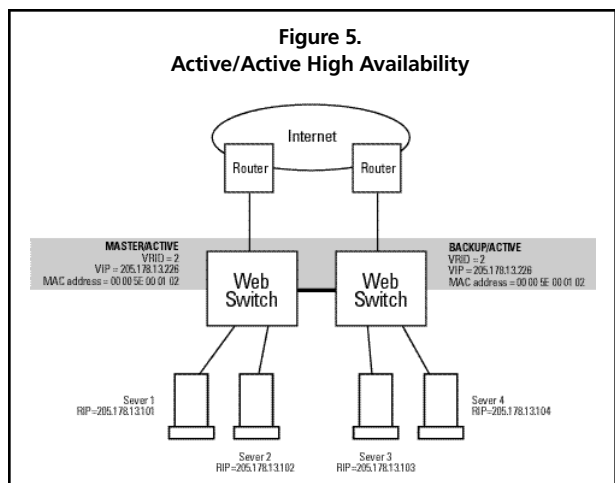 Figure 5.
Active/Active High Availability
Internet
Router
Router
MASTER/ACTIVE
VRID = 2
VIP = 205.178.13.226
MAC address = 00 00 5E 00 01 02
BACKUP/ACTIVE
VRID = 2
VIP = 205.178.13.226
MAC address = 00 00 5E 00 01 02
Web
Switch
Web
Switch
Sever 1
RIP=205.178.13.101
Sever 2
RIP=205.178.13.102
Sever 3
RIP=205.178.13.103
Sever 4
RIP=205.178.13.104